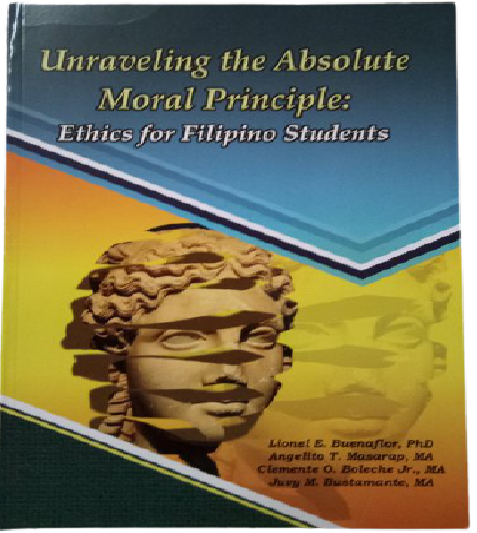 Unraveling the Absolute
Moral Principle:
Ethics for Filipino Students
Lionel E. Buenaflor, PhD
Angelito T. Masarap, MA
Clemente O. Boleche Jr., MA
Juvy M. Bustamante, MA